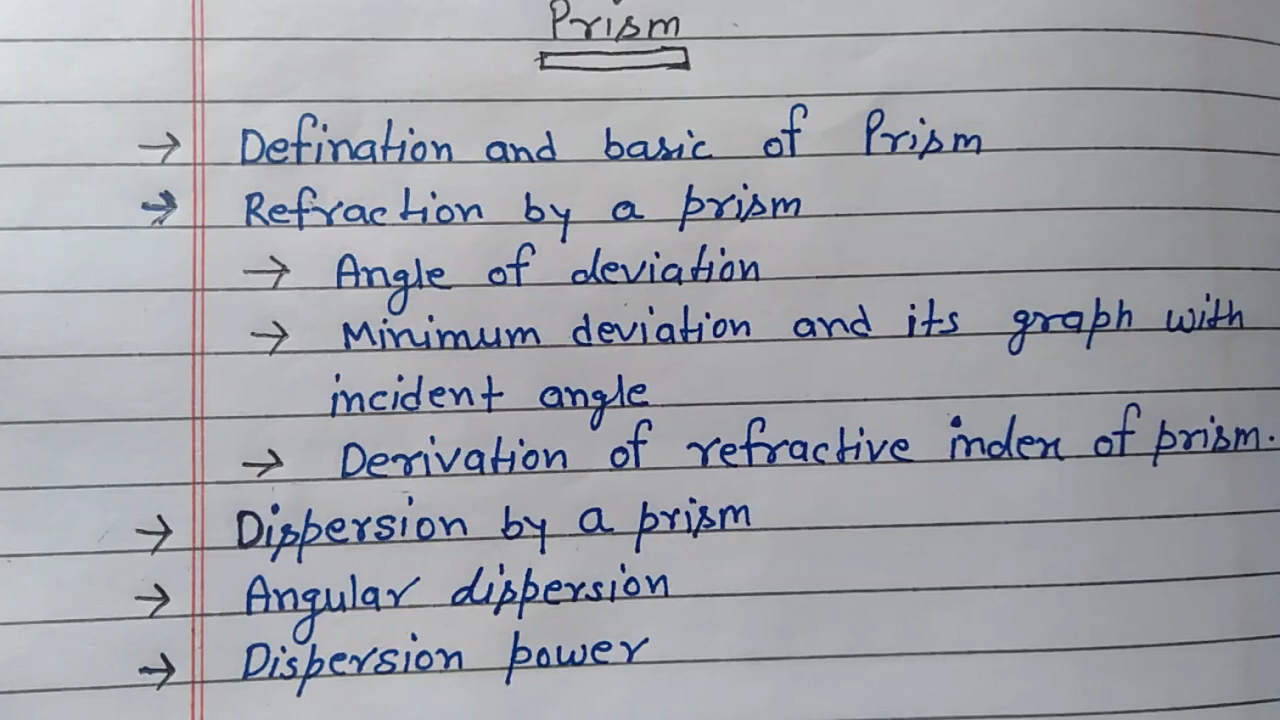 Prism
→ Defination and basic of Prism
→ Refraction by a prism
→ Angle of deviation
→ Minimum deviation and its graph with
incident angle
→ Derivation of refractive index of prism.
→ Dispersion by a prism
→ Angular dispersion
→ Dispersion power